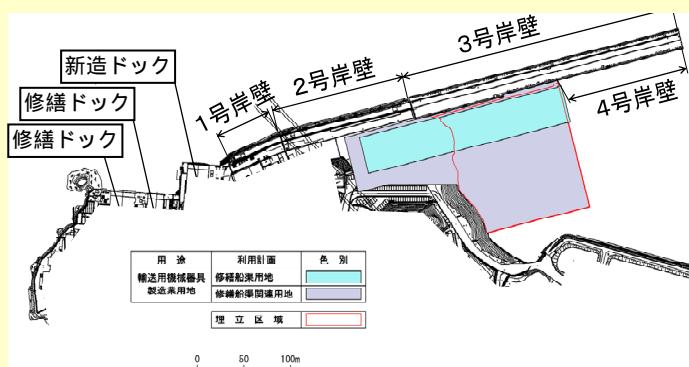 3号岸壁
2号岸壁
1号岸壁
4号岸壁
新造ドック
修繕ドック
修繕ドック
用途 利用計画 色別
輸送用機械器具
製造業用地
修繕船渠用地
修繕船渠関連用地
埋立区域
0 50 100m